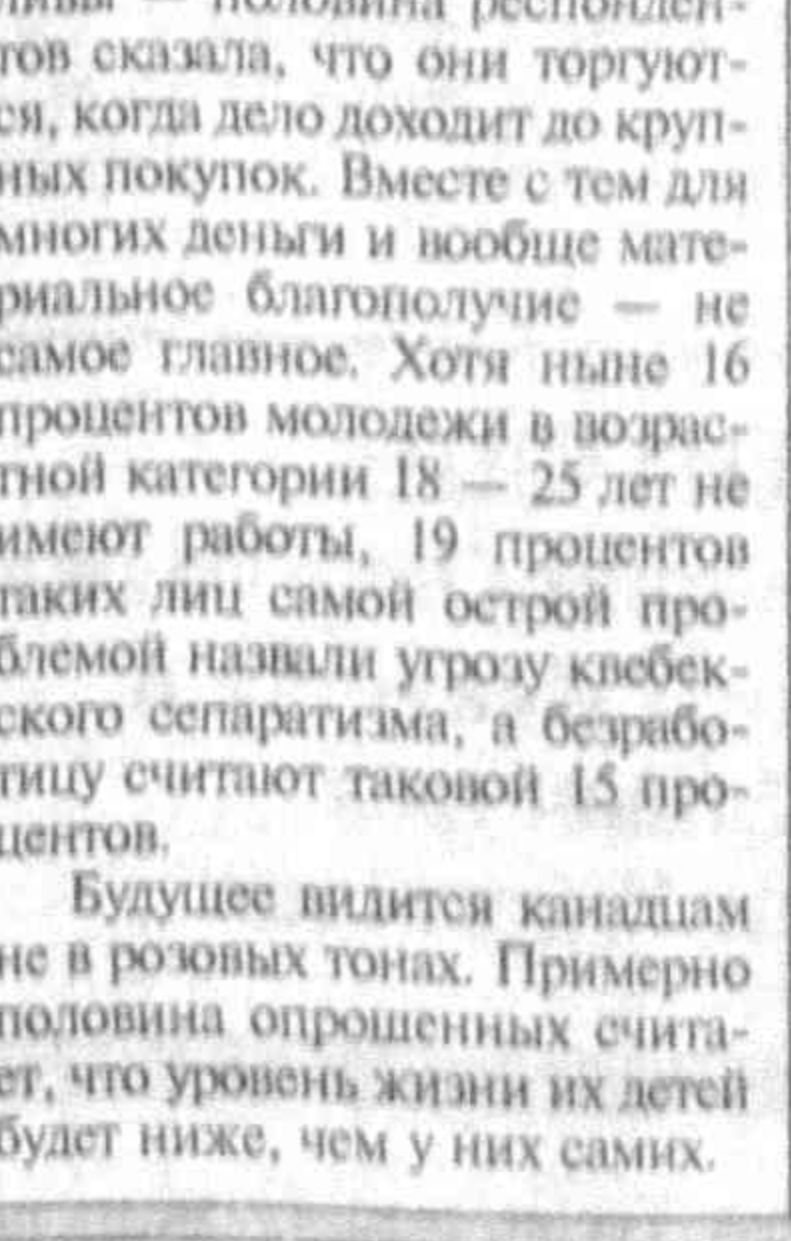 половина респонден-
тов сказала, что они торгуют-
ся, когда дело доходит до круп-
ных покупок. Вместе с тем для
многих деньги и вообще мате-
риальное благополучие — не
самое главное. Хотя ныне 16
процентов молодежи в возрас-
тной категории 18 — 25 лет не
имеют работы, 19 процентов
таких лиц самой острой про-
блемой назвали угрозу квебек-
ского сепаратизма, а безрабо-
тицу считают таковой 15 про-
центов.
Будущее видится канадцам
не в розовых тонах. Примерно
половина опрошенных счита-
ет, что уровень жизни их детей
будет ниже, чем у них самих.